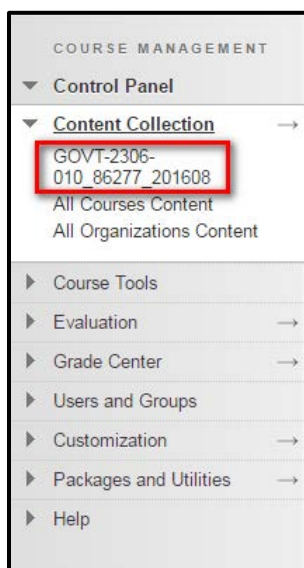 COURSE MANAGEMENT
Control Panel
Content Collection
GOVT-2306-
010_86277_201608
All Courses Content
All Organizations Content
Course Tools
Evaluation
Grade Center
Users and Groups
Customization
Packages and Utilities
Help